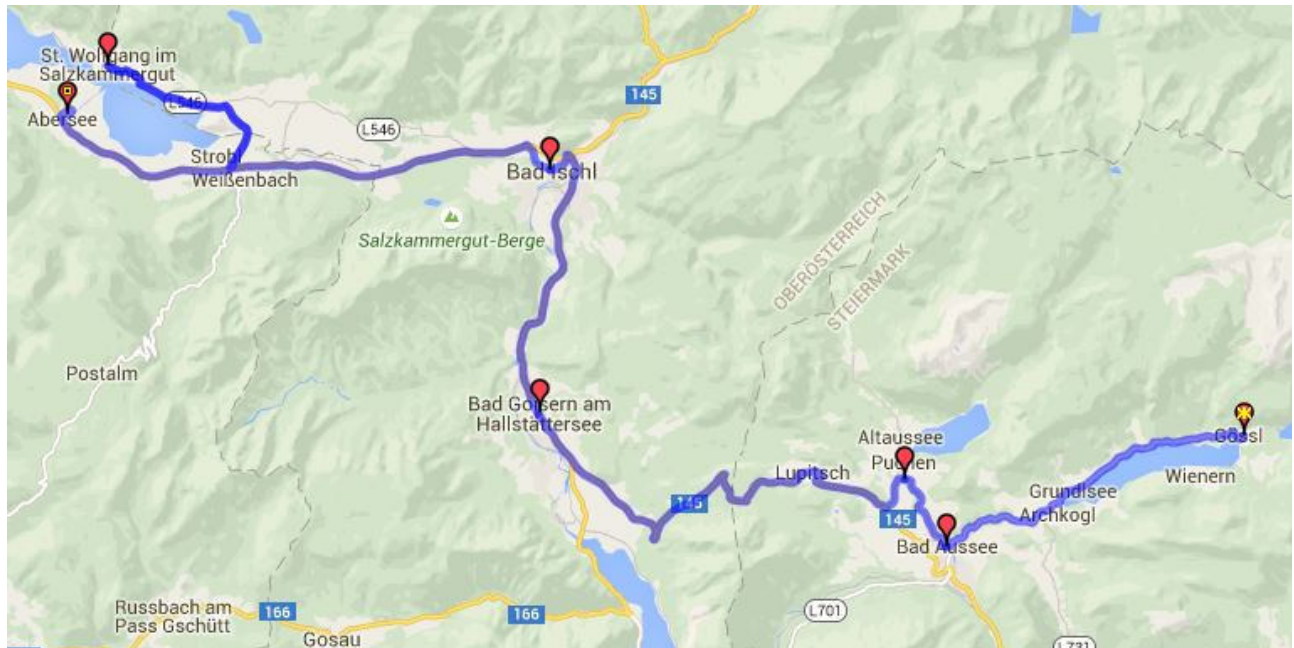 St. Wolfgang im
Salzkammergut
L546
Abersee
145
L546
Strobl
Weißenbach
Bad Ischl
Salzkammergut-Berge
OBERÖSTERREICH
STEIERMARK
Postalm
Bad Goisern am
Hallstättersee
Altaussee
Puchen
Gössl
Lupitsch
Wienern
Grundlsee
145
145
Archkogl
Bad Aussee
Russbach am
Pass Gschütt
166
166
Gosau
L701
L731